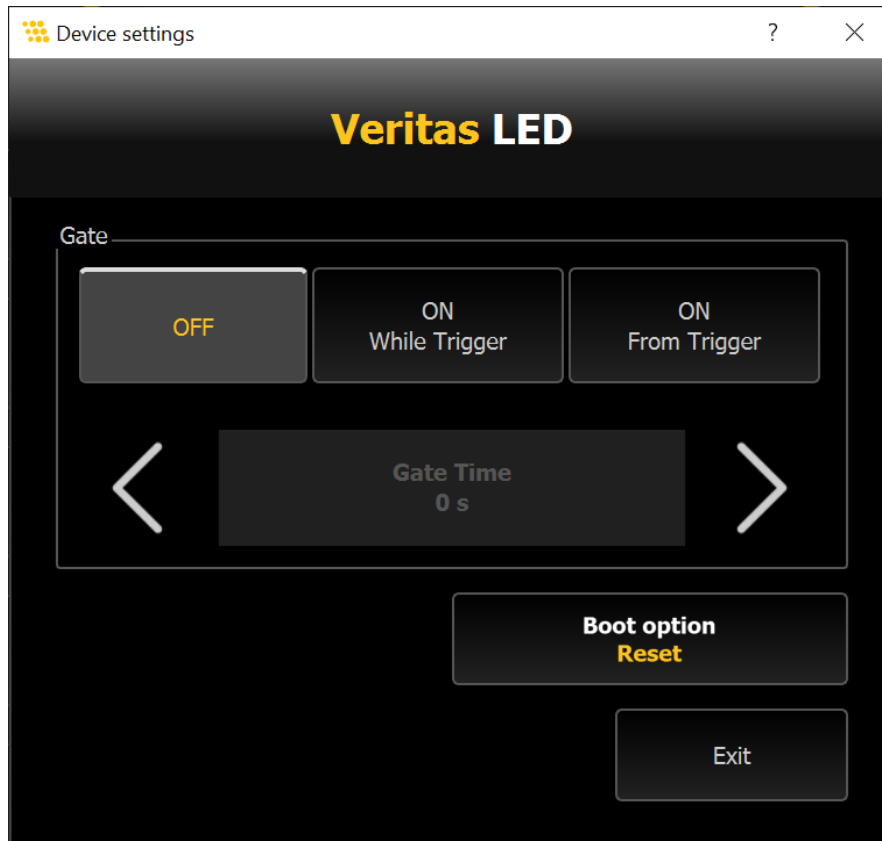 Device settings
?
Veritas LED
Gate
OFF
ON
While Trigger
ON
From Trigger
Gate Time
0 s
Boot option
Reset
Exit